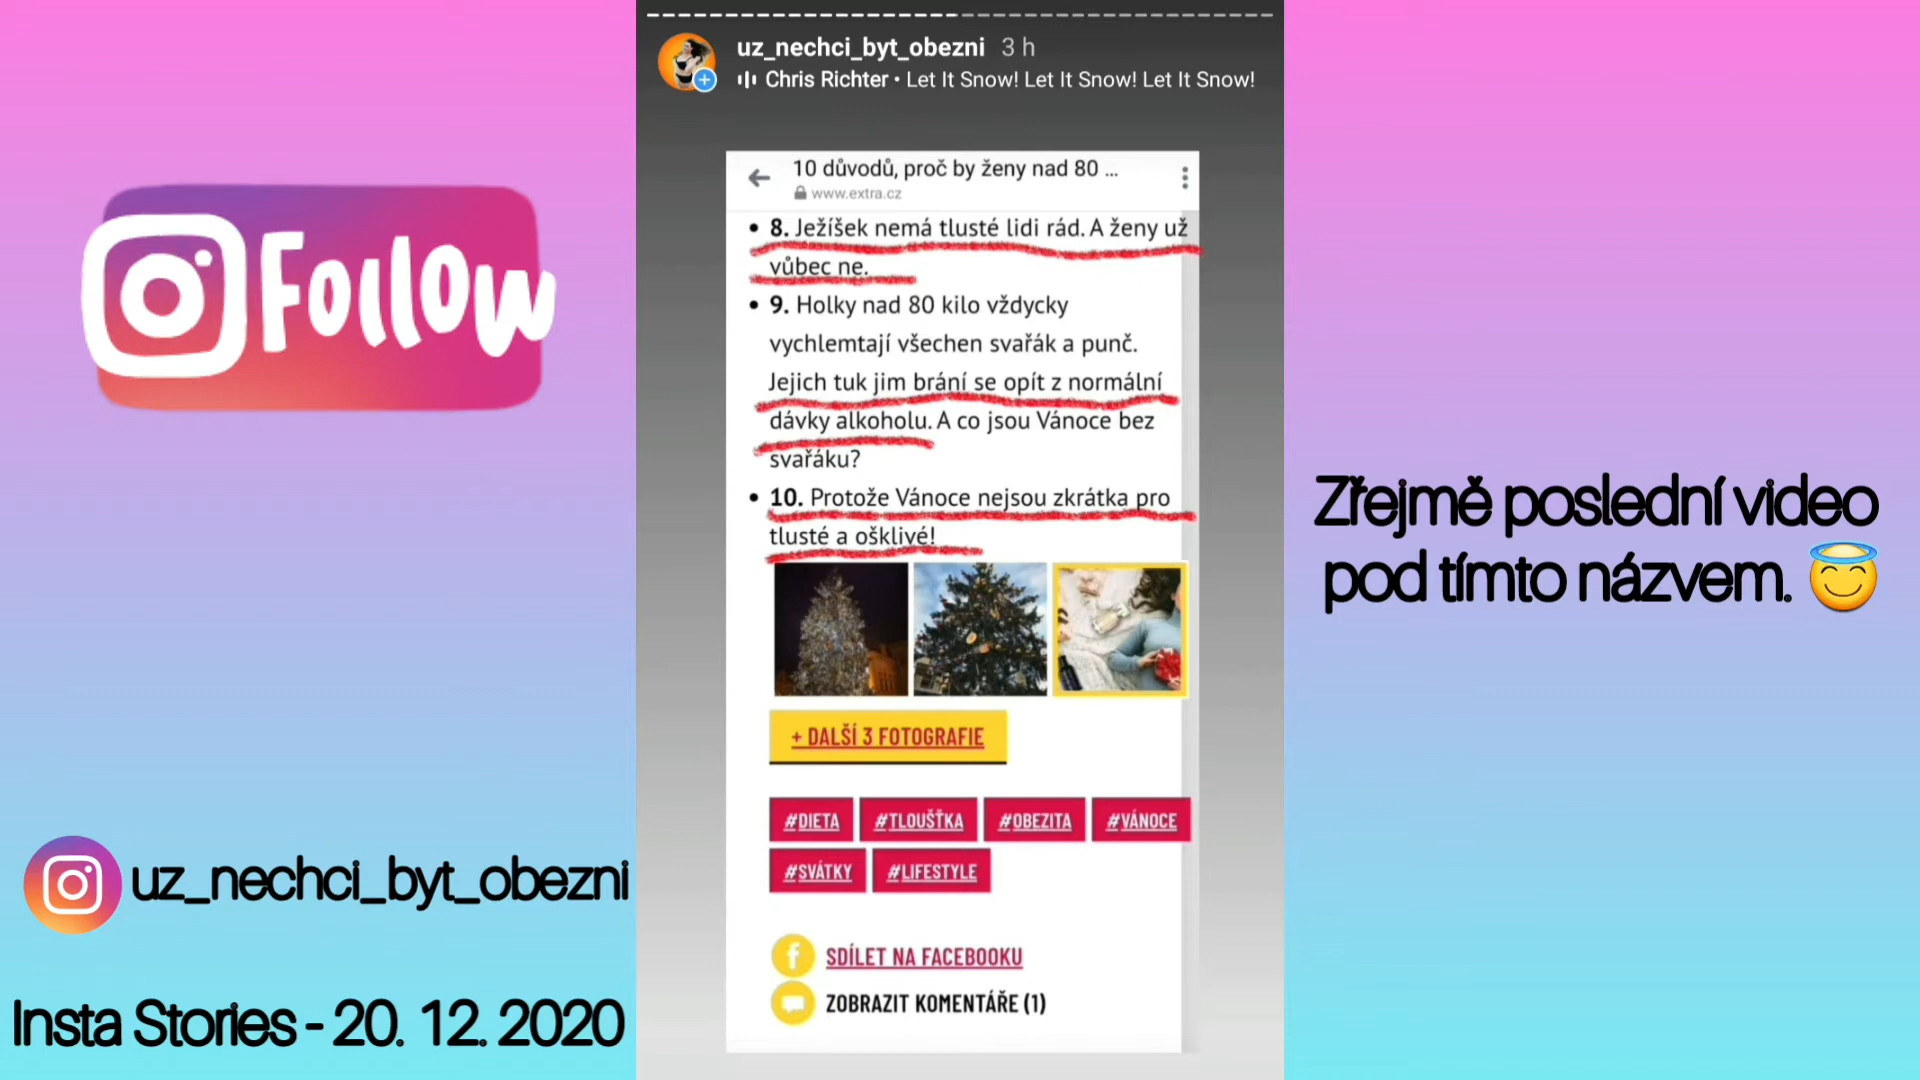 uz_nechci_byt_obezni 3 h
Chris Richter • Let It Snow! Let It Snow! Let It Snow!
10 důvodů, proč by ženy nad 80 ...
www.extra.cz
• 8. Ježíšek nemá tlusté lidi rád. A ženy už
vůbec ne.
• 9. Holky nad 80 kilo vždycky
vychlemtají všechen svařák a punč.
Jejich tuk jim brání se opít z normální
dávky alkoholu. A co jsou Vánoce bez
svařáku?
• 10. Protože Vánoce nejsou zkrátka pro
tlusté a ošklivé!
+ DALŠÍ 3 FOTOGRAFIE
#DIETA #TLOUŠŤKA #OBEZITA #VÁNOCE
#SVÁTKY #LIFESTYLE
SDÍLET NA FACEBOOKU
ZOBRAZIT KOMENTÁŘE (1)
Follow
uz_nechci_byt_obezni
Insta Stories - 20. 12. 2020
Zřejmě poslední video
pod tímto názvem. 😇